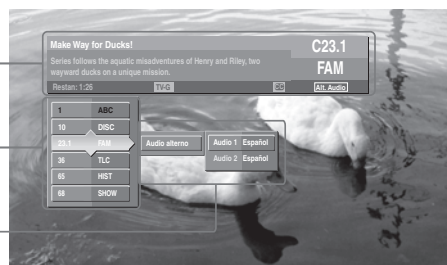 Make Way for Ducks!
C23.1
Series follows the aquatic misadventures of Henry and Riley, two
wayward ducks on a unique mission.
FAM
Restan: 1:26
TV-G
CC
Alt. Audio
1 ABC
10 DISC
23.1 FAM
36 TLC
65 HIST
68 SHOW
Audio alterno
Audio 1 Español
Audio 2 Español